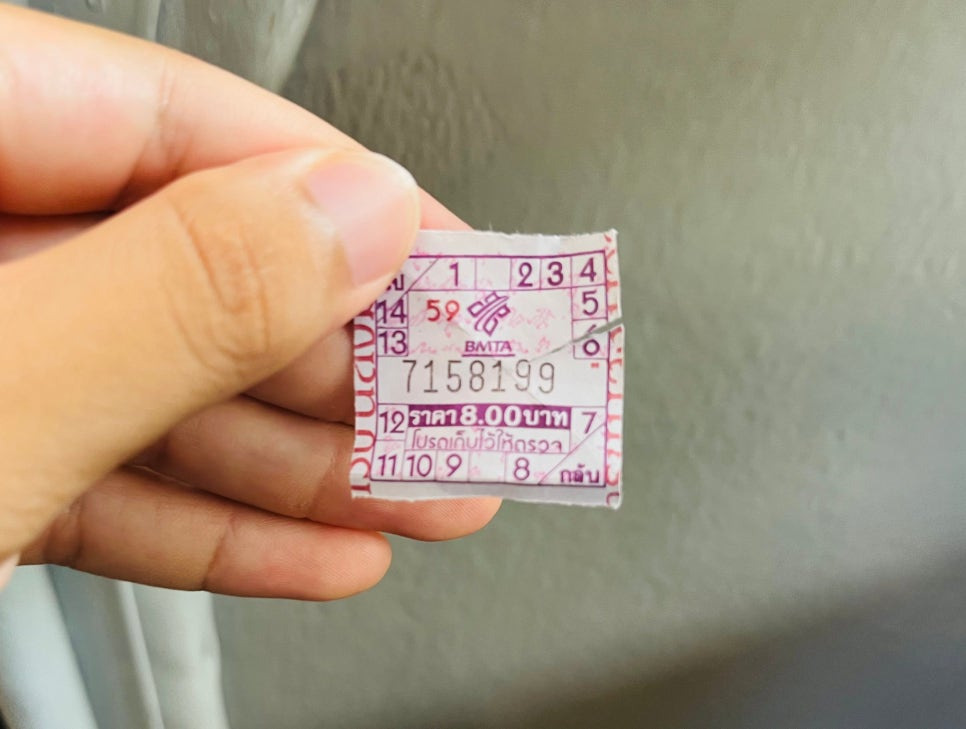 1 2 3 4
14 59 5
13 BMTA 6
7158199
12 ราคา 8.00 บาท 7
โปรดเก็บไว้ให้ตรวจ
11 10 9 8 กลับ